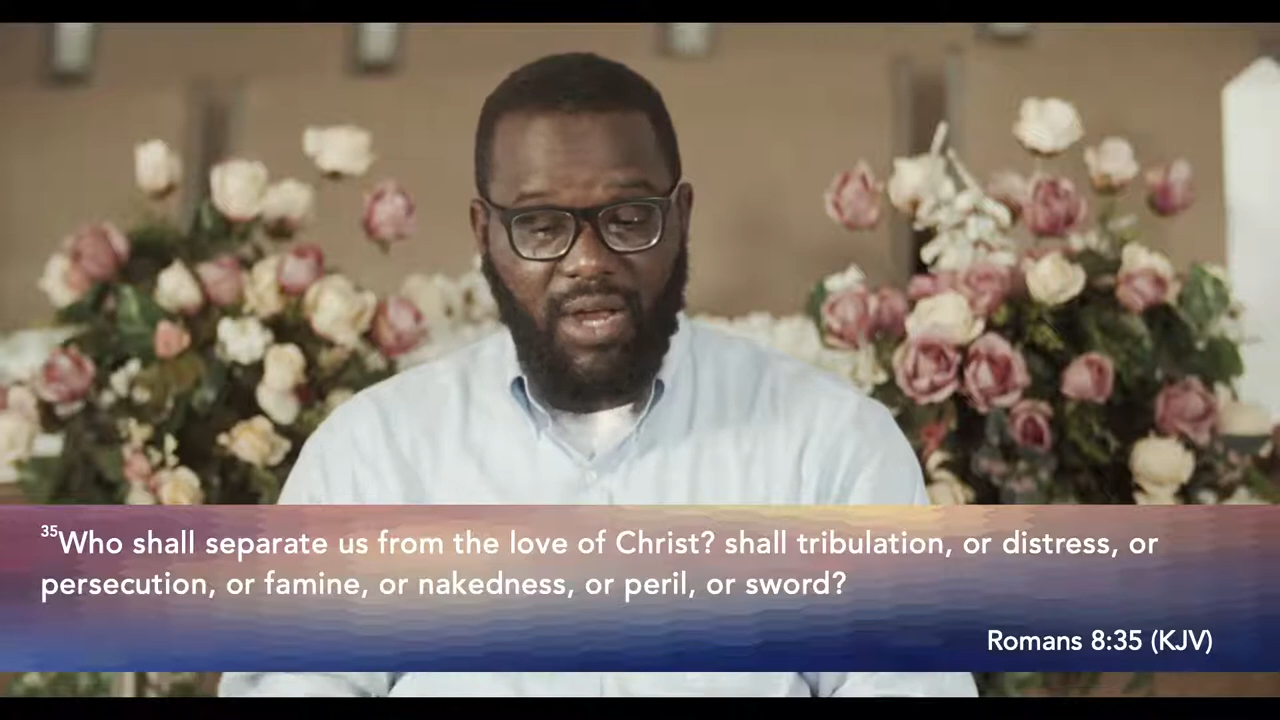 35Who shall separate us from the love of Christ? shall tribulation, or distress, or
persecution, or famine, or nakedness, or peril, or sword?
Romans 8:35 (KJV)